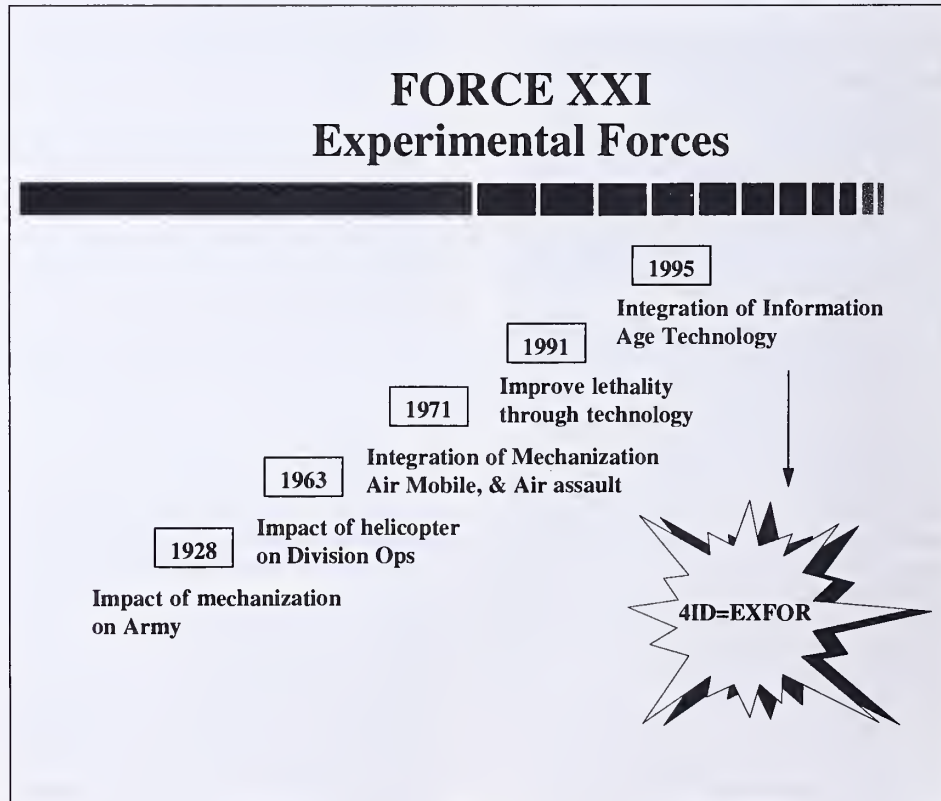 FORCE XXI
Experimental Forces
1995
Integration of Information
Age Technology
1991
Improve lethality
through technology
1971
Integration of Mechanization
Air Mobile, & Air assault
1963
Impact of helicopter
on Division Ops
1928
Impact of mechanization
on Army
4ID=EXFOR